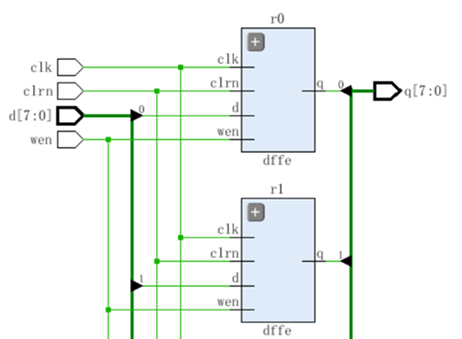 r0
clk
clrn
d[7:0]
wen
0
clk
clrn
d
wen
q
0
q[7:0]
dffe
r1
1
clk
clrn
d
wen
q
1
dffe